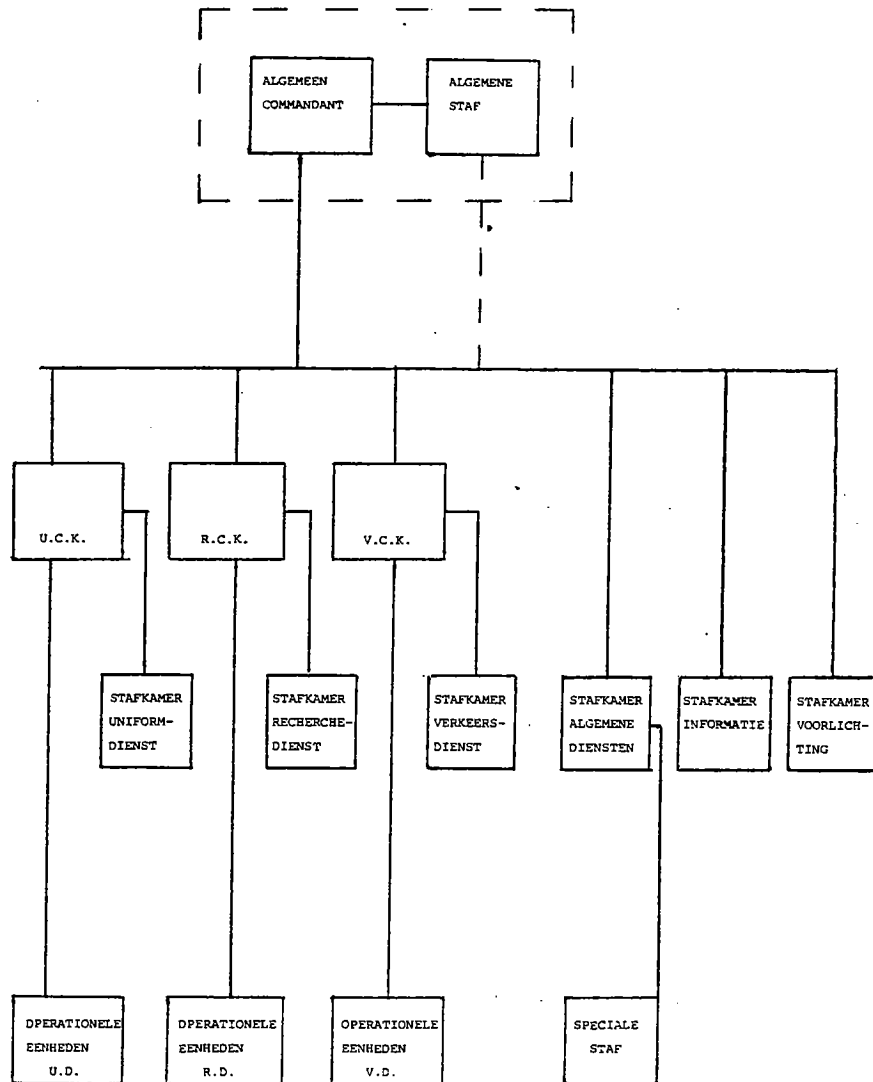 ALGEMEEN
COMMANDANT
ALGEMENE
STAF
U.C.K.
R.C.K.
V.C.K.
STAFKAMER
UNIFORM-
DIENST
STAFKAMER
RECHERCHE-
DIENST
STAFKAMER
VERKEERS-
DIENST
STAFKAMER
ALGEMENE
DIENSTEN
STAFKAMER
INFORMATIE
STAFKAMER
VOORLICH-
TING
OPERATIONELE
EENHEDEN
U.D.
OPERATIONELE
EENHEDEN
R.D.
OPERATIONELE
EENHEDEN
V.D.
SPECIALE
STAF